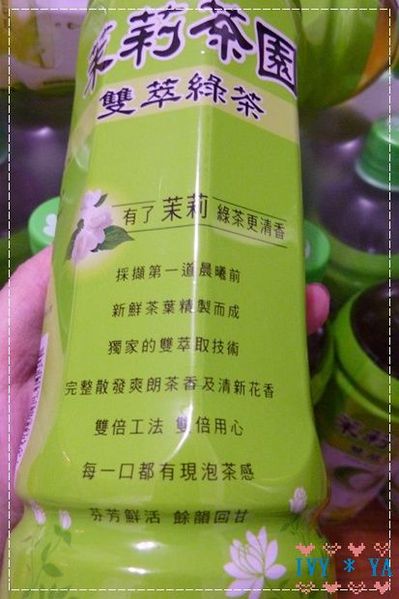 茉莉茶園
雙萃綠茶
有了茉莉 綠茶更清香
採擷第一道晨曦前
新鮮茶葉精製而成
獨家的雙萃取技術
完整散發爽朗茶香及清新花香
雙倍工法 雙倍用心
每一口都有現泡茶感
芬芳鮮活 餘韻回甘
茉莉
IVY * YA